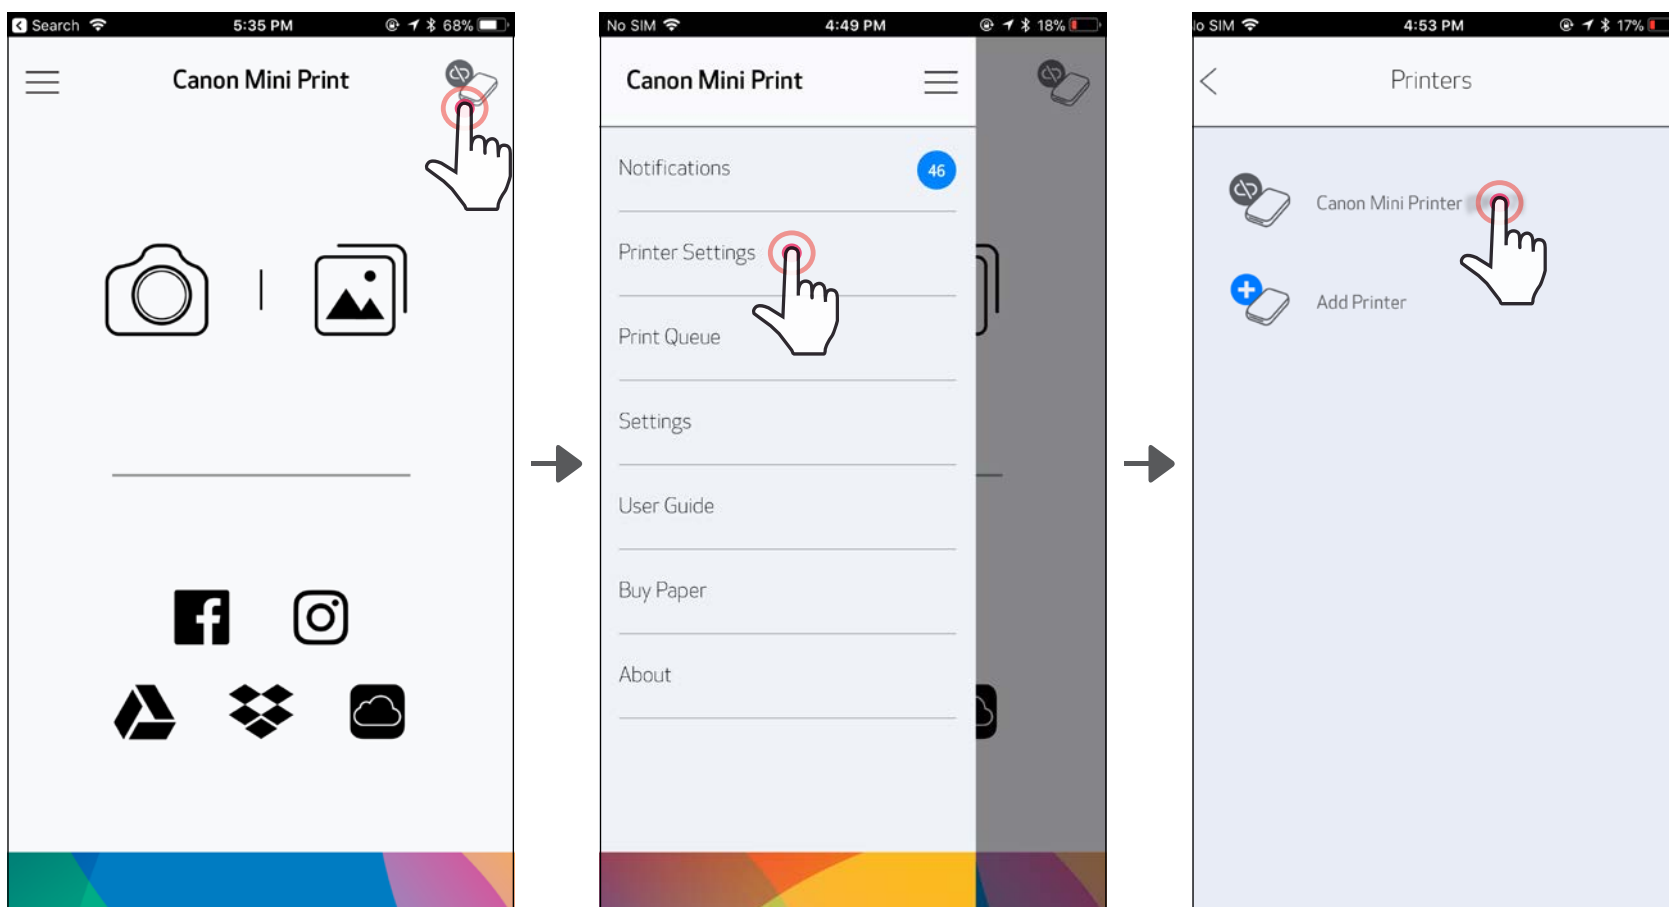 Search 5:35 PM 68%
Canon Mini Print
No SIM 4:49 PM 18%
Canon Mini Print
Notifications 46
Printer Settings
Print Queue
Settings
User Guide
Buy Paper
About
lo SIM 4:53 PM 17%
Printers
Canon Mini Printer
Add Printer